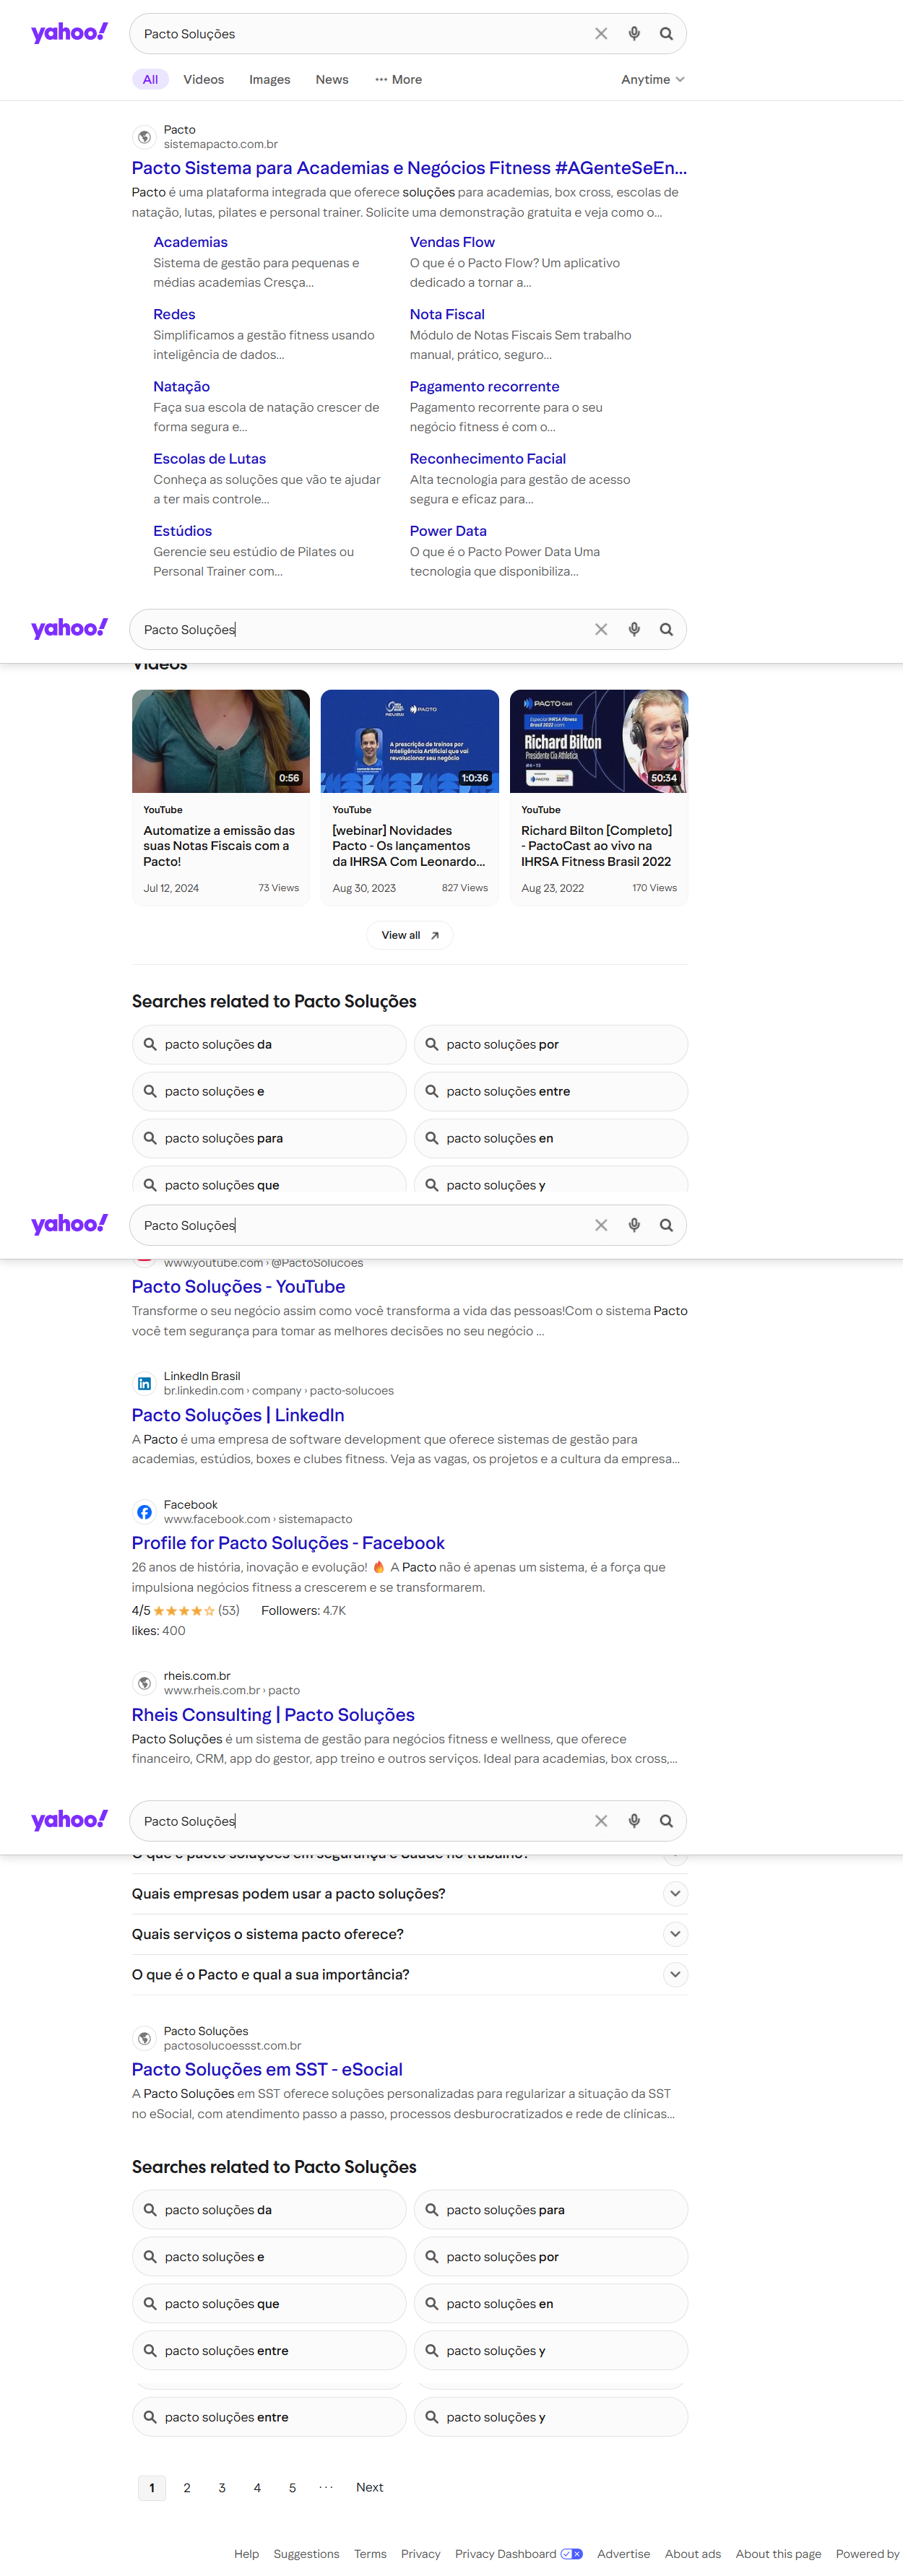 yahoo!
Pacto Soluções
All
Videos
Images
News
More
Anytime
Pacto
sistemapacto.com.br
Pacto Sistema para Academias e Negócios Fitness #AGenteSeEn...
Pacto é uma plataforma integrada que oferece soluções para academias, box cross, escolas de
natação, lutas, pilates e personal trainer. Solicite uma demonstração gratuita e veja como o...
Academias
Sistema de gestão para pequenas e
médias academias Cresça...
Vendas Flow
O que é o Pacto Flow? Um aplicativo
dedicado a tornar a...
Redes
Simplificamos a gestão fitness usando
inteligência de dados...
Nota Fiscal
Módulo de Notas Fiscais Sem trabalho
manual, prático, seguro...
Natação
Faça sua escola de natação crescer de
forma segura e...
Pagamento recorrente
Pagamento recorrente para o seu
negócio fitness é com o...
Escolas de Lutas
Conheça as soluções que vão te ajudar
a ter mais controle...
Reconhecimento Facial
Alta tecnologia para gestão de acesso
segura e eficaz para...
Estúdios
Gerencie seu estúdio de Pilates ou
Personal Trainer com...
Power Data
O que é o Pacto Power Data Uma
tecnologia que disponibiliza...
yahoo!
Pacto Soluções
Videos
0:56
YouTube
Automatize a emissão das
suas Notas Fiscais com a
Pacto!
Jul 12, 2024
73 Views
PACTO
A prescrição de treinos por
Inteligência Artificial que vai
revolucionar seu negócio
1:0:36
YouTube
[webinar] Novidades
Pacto - Os lançamentos
da IHRSA Com Leonardo...
Aug 30, 2023
827 Views
PACTO Cast
Especial IHRSA Fitness
Brasil 2022 com:
Richard Bilton
Presidente Cia Athletica
50:34
YouTube
Richard Bilton [Completo]
- PactoCast ao vivo na
IHRSA Fitness Brasil 2022
Aug 23, 2022
170 Views
View all
Searches related to Pacto Soluções
pacto soluções da
pacto soluções por
pacto soluções e
pacto soluções entre
pacto soluções para
pacto soluções en
pacto soluções que
pacto soluções y
yahoo!
Pacto Soluções
www.youtube.com › @PactoSolucoes
Pacto Soluções - YouTube
Transforme o seu negócio assim como você transforma a vida das pessoas!Com o sistema Pacto
você tem segurança para tomar as melhores decisões no seu negócio ...
LinkedIn Brasil
br.linkedin.com › company › pacto-solucoes
Pacto Soluções | LinkedIn
A Pacto é uma empresa de software development que oferece sistemas de gestão para
academias, estúdios, boxes e clubes fitness. Veja as vagas, os projetos e a cultura da empresa...
Facebook
www.facebook.com › sistemapacto
Profile for Pacto Soluções - Facebook
26 anos de história, inovação e evolução! 🔥 A Pacto não é apenas um sistema, é a força que
impulsiona negócios fitness a crescerem e se transformarem.
4/5 ★★★★☆ (53) Followers: 4.7K
likes: 400
rheis.com.br
www.rheis.com.br › pacto
Rheis Consulting | Pacto Soluções
Pacto Soluções é um sistema de gestão para negócios fitness e wellness, que oferece
financeiro, CRM, app do gestor, app treino e outros serviços. Ideal para academias, box cross,...
yahoo!
Pacto Soluções
O que é pacto soluções em segurança e Saúde no trabalho?
Quais empresas podem usar a pacto soluções?
Quais serviços o sistema pacto oferece?
O que é o Pacto e qual a sua importância?
Pacto Soluções
pactosolucoessst.com.br
Pacto Soluções em SST - eSocial
A Pacto Soluções em SST oferece soluções personalizadas para regularizar a situação da SST
no eSocial, com atendimento passo a passo, processos desburocratizados e rede de clínicas...
Searches related to Pacto Soluções
pacto soluções da
pacto soluções para
pacto soluções e
pacto soluções por
pacto soluções que
pacto soluções en
pacto soluções entre
pacto soluções y
pacto soluções entre
pacto soluções y
1 2 3 4 5 ··· Next
Help Suggestions Terms Privacy Privacy Dashboard Advertise About ads About this page Powered by